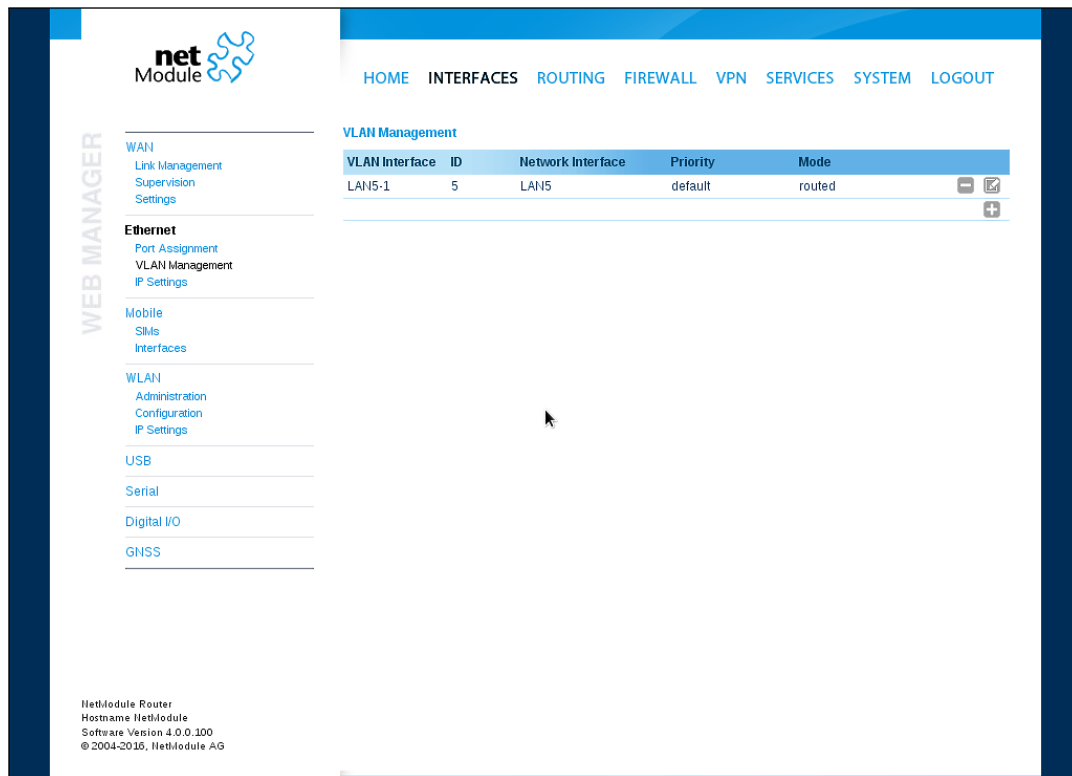 net
Module
HOME INTERFACES ROUTING FIREWALL VPN SERVICES SYSTEM LOGOUT
WEB MANAGER
WAN
Link Management
Supervision
Settings
Ethernet
Port Assignment
VLAN Management
IP Settings
Mobile
SIMs
Interfaces
WLAN
Administration
Configuration
IP Settings
USB
Serial
Digital I/O
GNSS
VLAN Management
VLAN Interface ID Network Interface Priority Mode
LAN5-1 5 LAN5 default routed
NetModule Router
Hostname NetModule
Software Version 4.0.0.100
© 2004-2016, NetModule AG